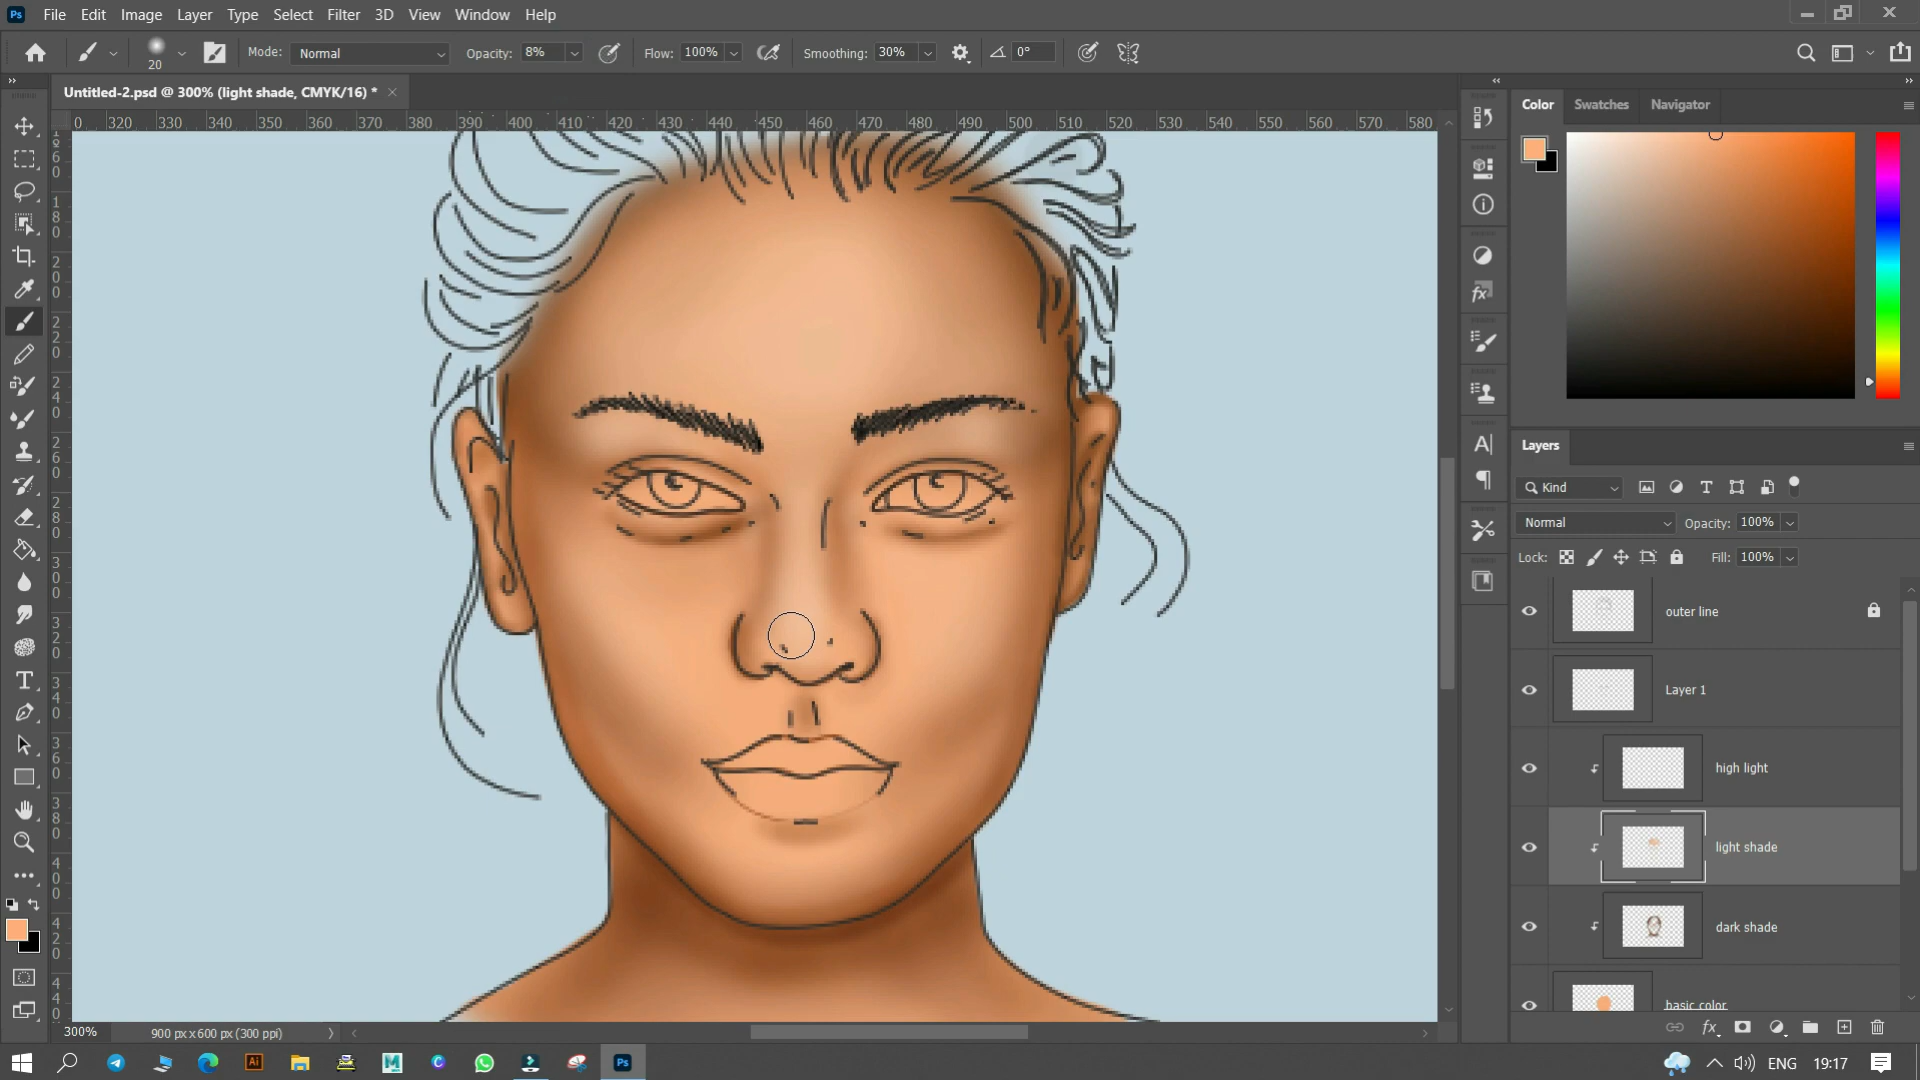 Ps File Edit Image Layer Type Select Filter 3D View Window Help
20 Mode: Normal Opacity: 8% Flow: 100% Smoothing: 30% 0°
Untitled-2.psd @ 300% (light shade, CMYK/16) *
0 320 330 340 350 360 370 380 390 400 410 420 430 440 450 460 470 480 490 500 510 520 530 540 550 560 570 580
Color Swatches Navigator
Layers
Kind
Normal Opacity: 100%
Lock: Fill: 100%
outer line
Layer 1
high light
light shade
dark shade
basic color
300% 900 px x 600 px (300 ppi)
Ai Ps ENG 19:17